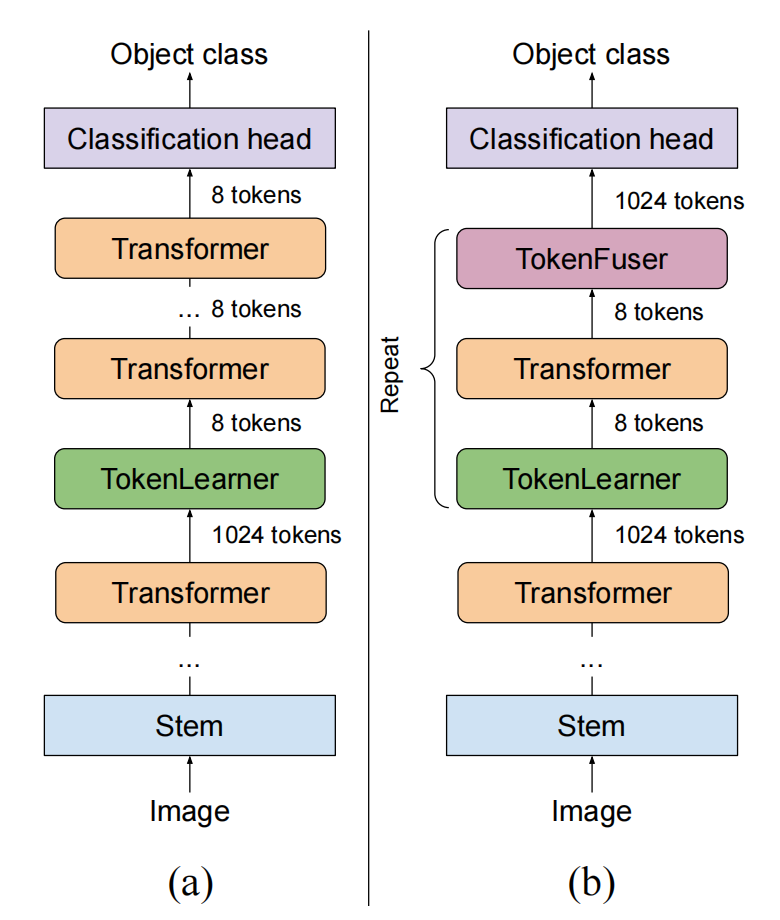 Object class
Classification head
8 tokens
Transformer
... 8 tokens
Transformer
8 tokens
TokenLearner
1024 tokens
Transformer
...
Stem
Image
(a)
Object class
Classification head
1024 tokens
TokenFuser
8 tokens
Repeat
Transformer
8 tokens
TokenLearner
1024 tokens
Transformer
...
Stem
Image
(b)